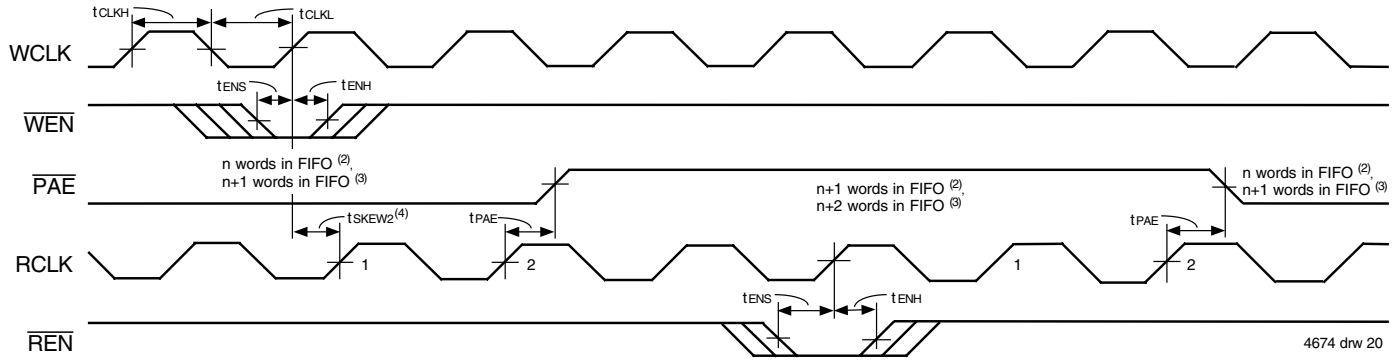 tCLKH
tCLKL
WCLK
tENS
tENH
WEN
n words in FIFO (2),
n+1 words in FIFO (3)
PAE
n+1 words in FIFO (2),
n+2 words in FIFO (3)
n words in FIFO (2),
n+1 words in FIFO (3)
tSKEW2(4)
tPAE
tPAE
RCLK
1
2
1
2
tENS
tENH
REN
4674 drw 20